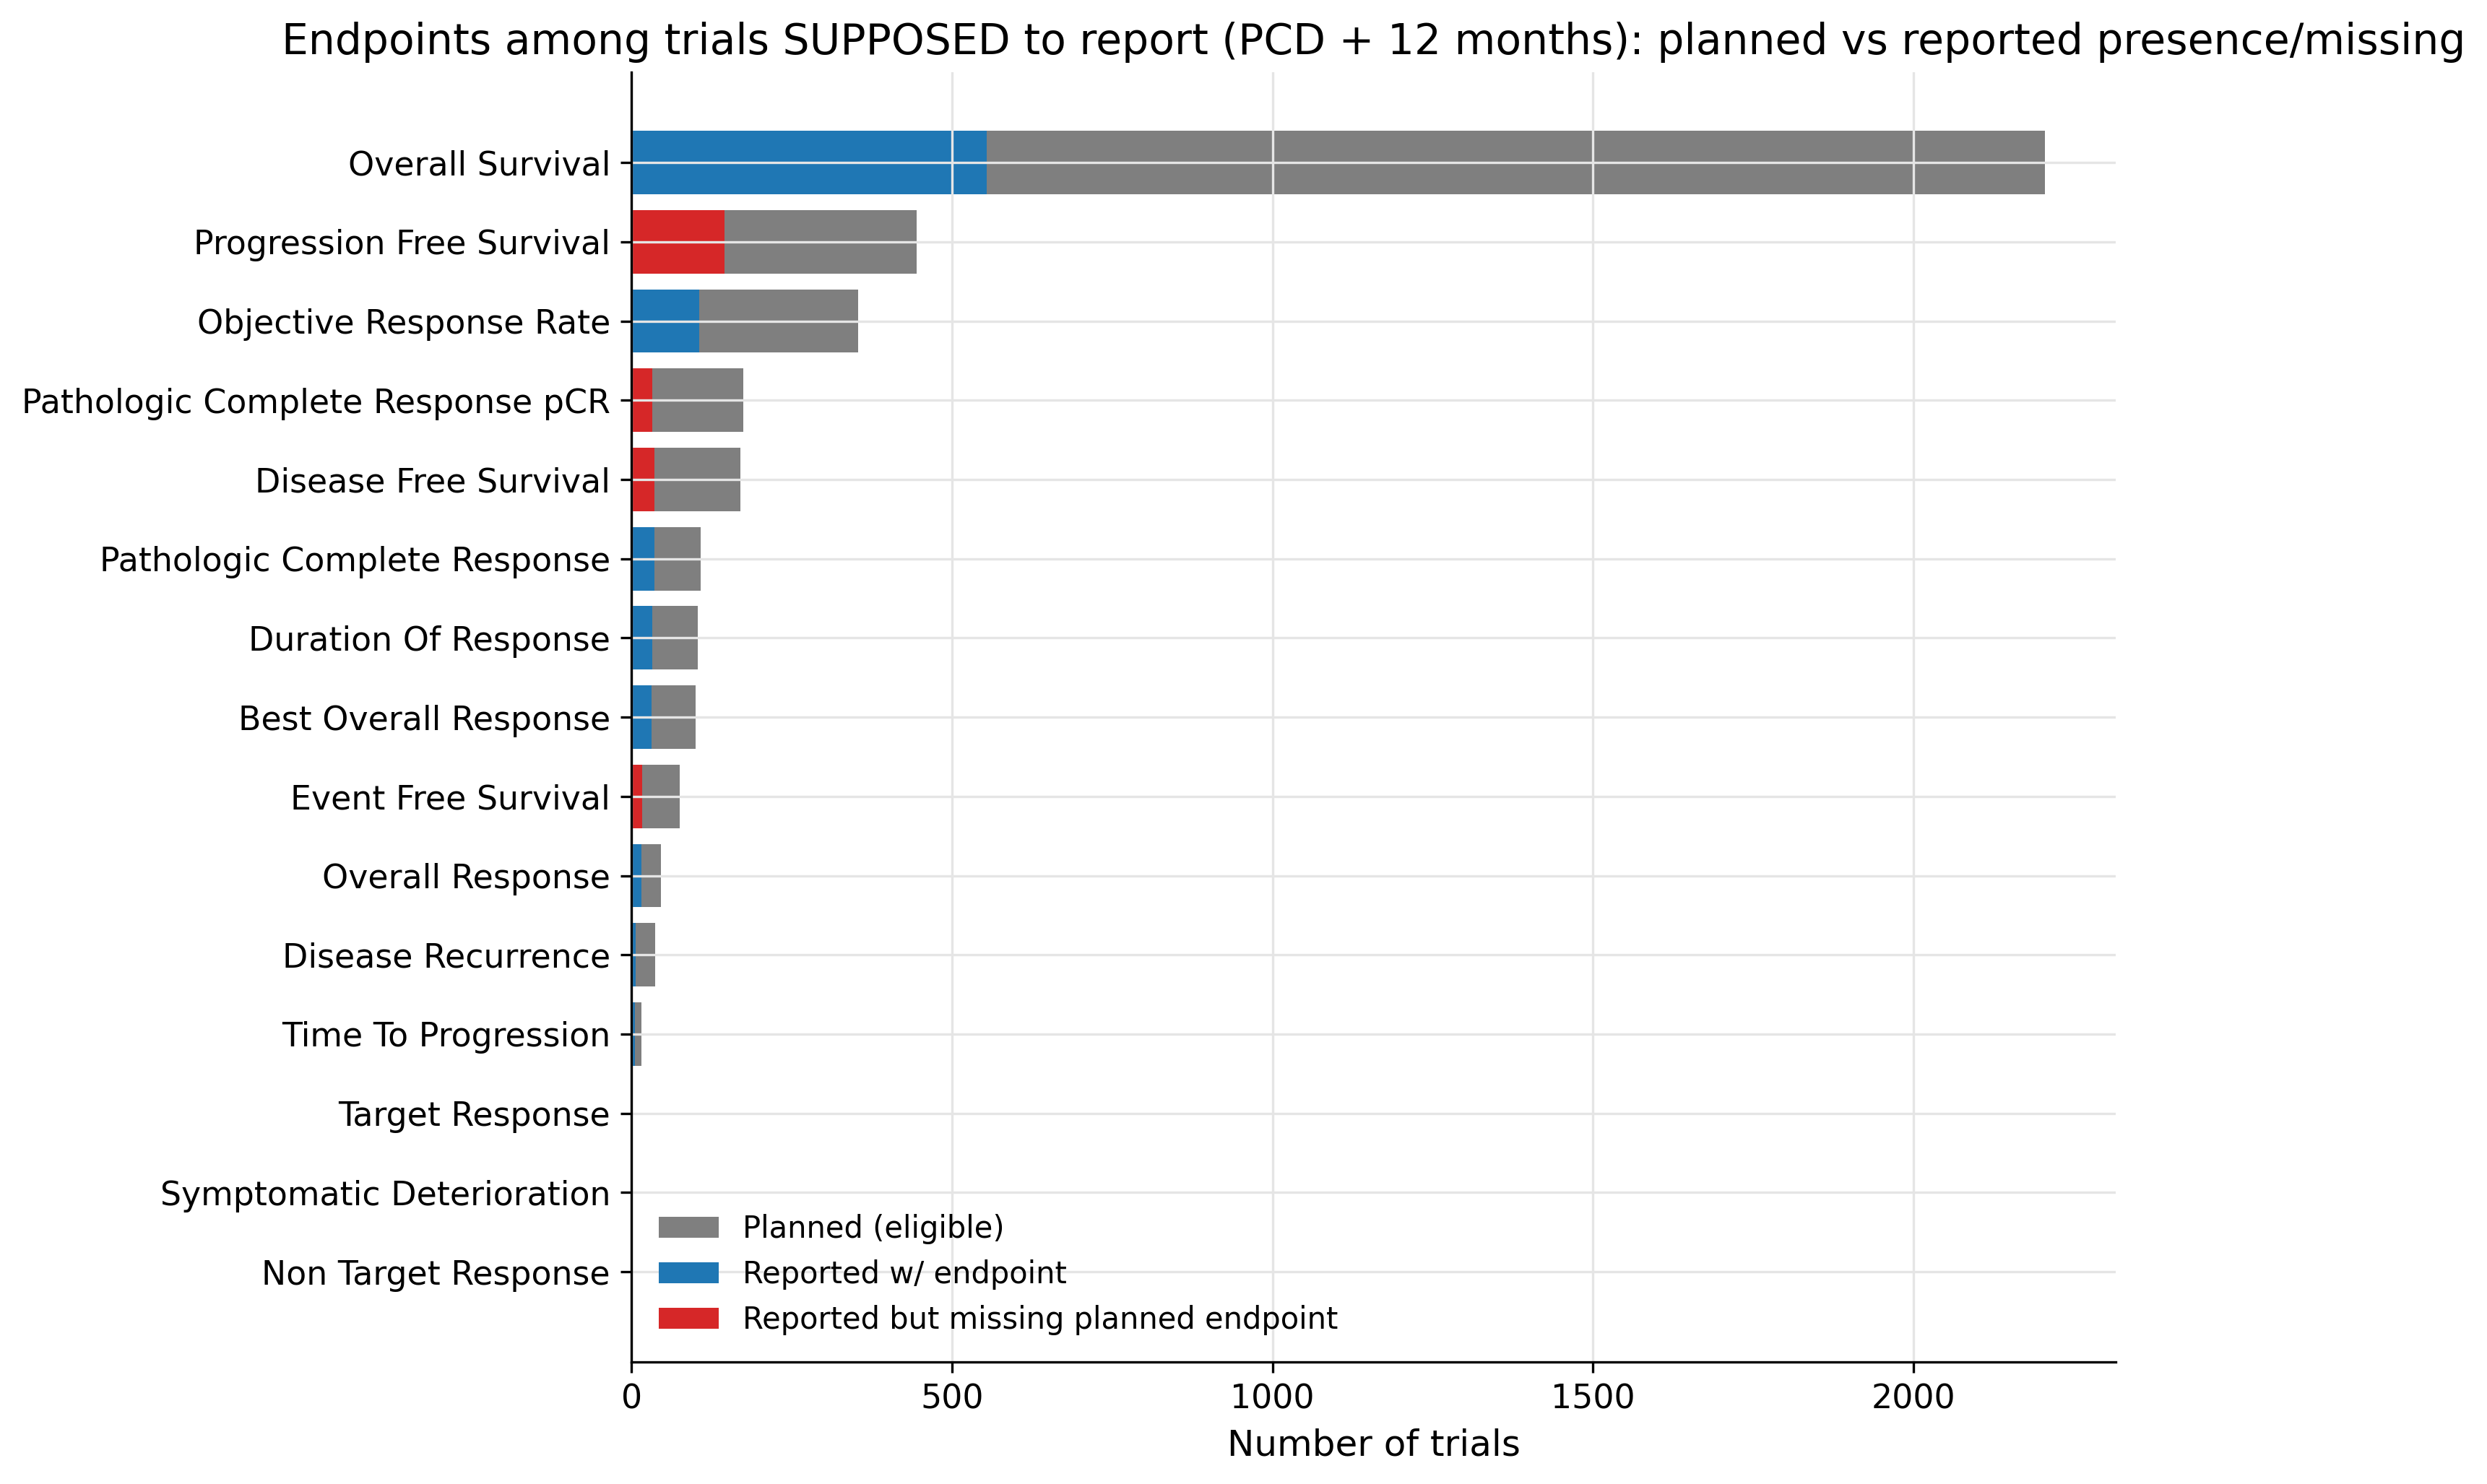 Endpoints among trials SUPPOSED to report (PCD + 12 months): planned vs reported presence/missing
Overall Survival
Progression Free Survival
Objective Response Rate
Pathologic Complete Response pCR
Disease Free Survival
Pathologic Complete Response
Duration Of Response
Best Overall Response
Event Free Survival
Overall Response
Disease Recurrence
Time To Progression
Target Response
Symptomatic Deterioration
Non Target Response
Planned (eligible)
Reported w/ endpoint
Reported but missing planned endpoint
0 500 1000 1500 2000
Number of trials